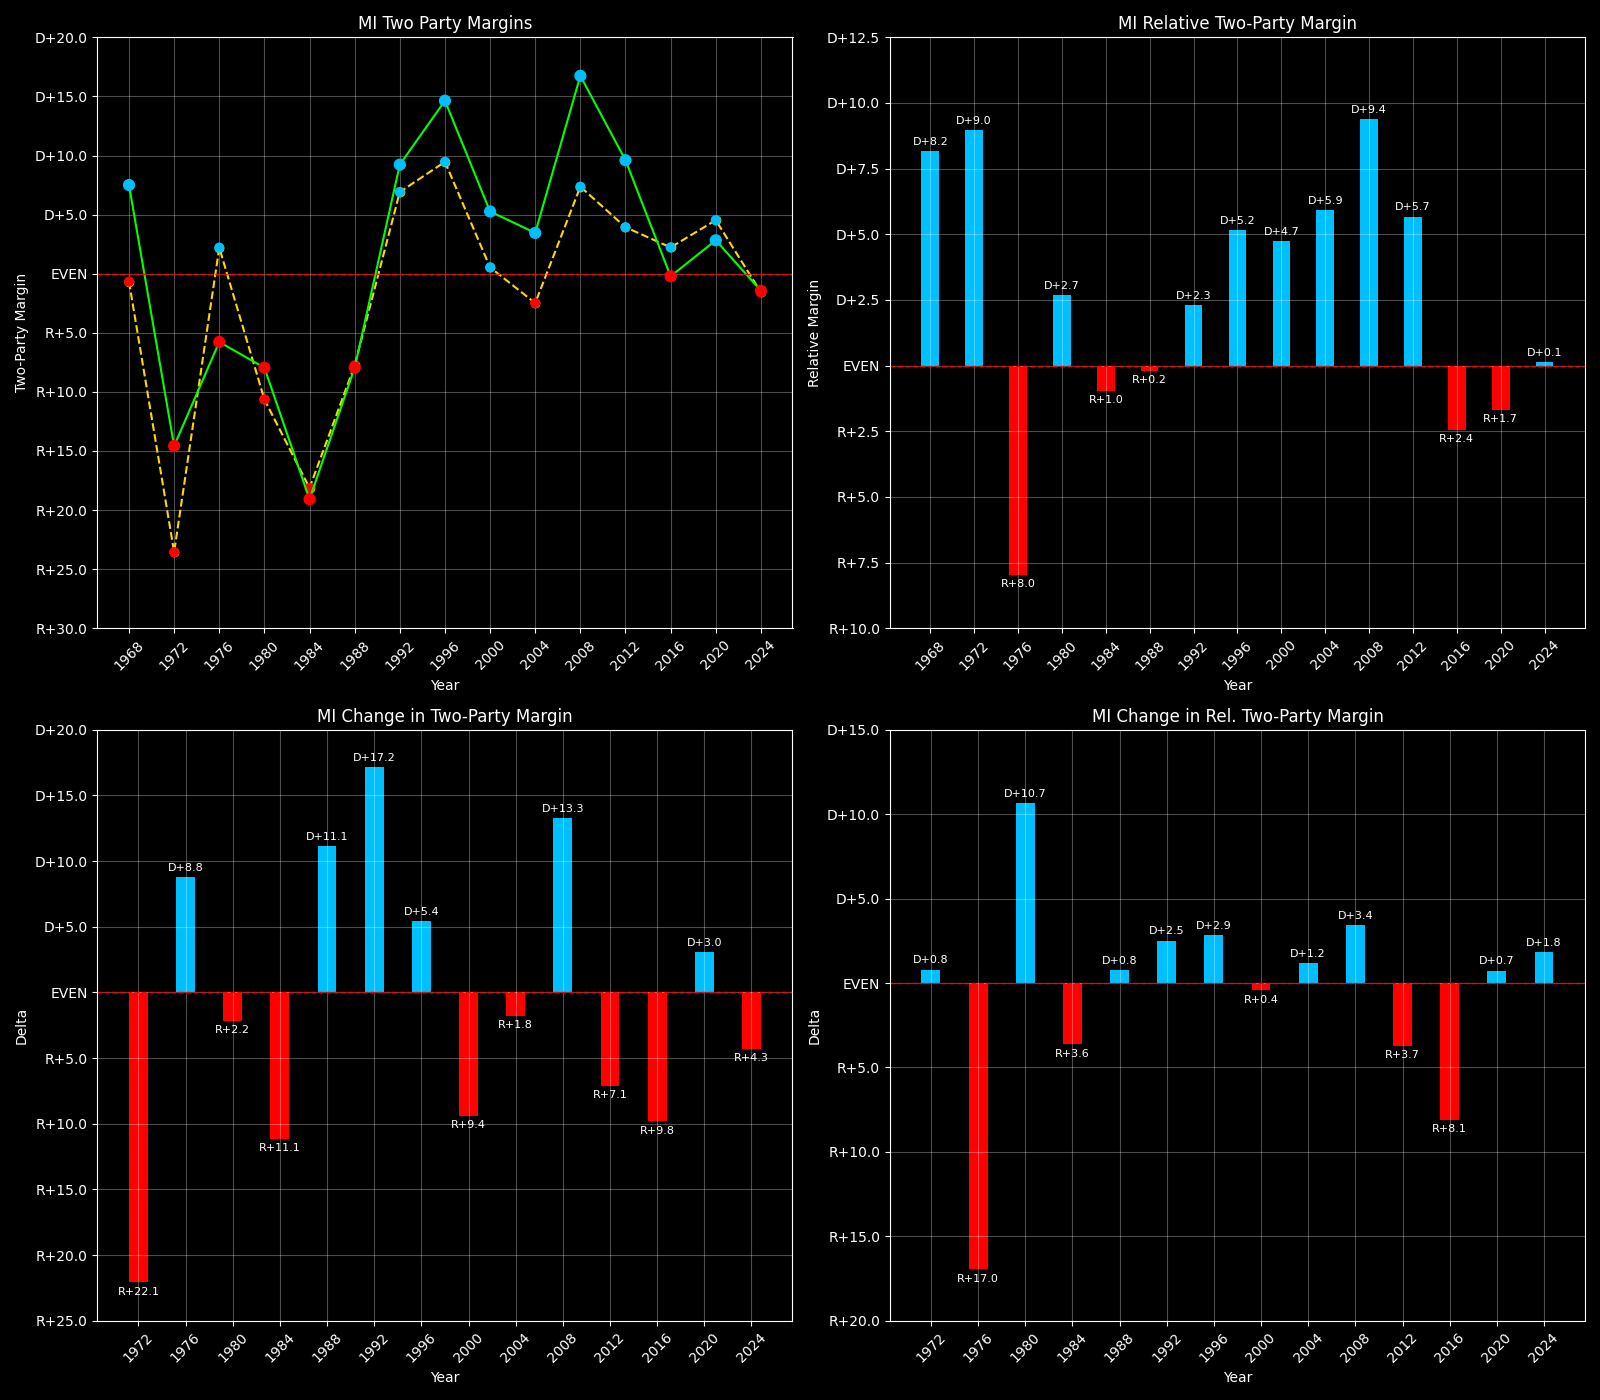 MI Two Party Margins
D+20.0
D+15.0
D+10.0
D+5.0
EVEN
R+5.0
R+10.0
R+15.0
R+20.0
R+25.0
R+30.0
Two-Party Margin
1968 1972 1976 1980 1984 1988 1992 1996 2000 2004 2008 2012 2016 2020 2024
Year
MI Relative Two-Party Margin
D+12.5
D+10.0
D+7.5
D+5.0
D+2.5
EVEN
R+2.5
R+5.0
R+7.5
R+10.0
Relative Margin
D+8.2 D+9.0 R+8.0 D+2.7 R+1.0 R+0.2 D+2.3 D+5.2 D+4.7 D+5.9 D+9.4 D+5.7 R+2.4 R+1.7 D+0.1
1968 1972 1976 1980 1984 1988 1992 1996 2000 2004 2008 2012 2016 2020 2024
Year
MI Change in Two-Party Margin
D+20.0
D+15.0
D+10.0
D+5.0
EVEN
R+5.0
R+10.0
R+15.0
R+20.0
R+25.0
Delta
R+22.1 D+8.8 R+2.2 R+11.1 D+11.1 D+17.2 D+5.4 R+9.4 R+1.8 D+13.3 R+7.1 R+9.8 D+3.0 R+4.3
1972 1976 1980 1984 1988 1992 1996 2000 2004 2008 2012 2016 2020 2024
Year
MI Change in Rel. Two-Party Margin
D+15.0
D+10.0
D+5.0
EVEN
R+5.0
R+10.0
R+15.0
R+20.0
Delta
D+0.8 R+17.0 D+10.7 R+3.6 D+0.8 D+2.5 D+2.9 R+0.4 D+1.2 D+3.4 R+3.7 R+8.1 D+0.7 D+1.8
1972 1976 1980 1984 1988 1992 1996 2000 2004 2008 2012 2016 2020 2024
Year